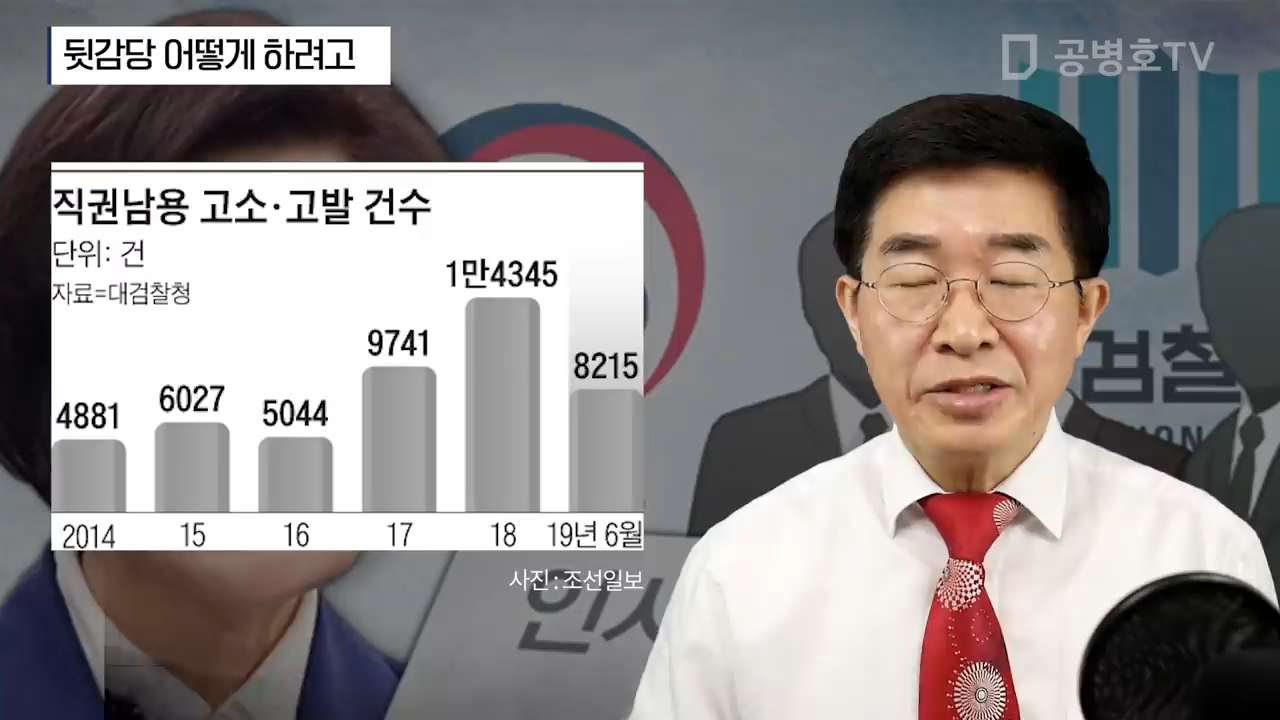 뒷감당 어떻게 하려고
공병호TV
직권남용 고소·고발 건수
단위: 건
자료=대검찰청
4881
6027
5044
9741
1만4345
8215
2014
15
16
17
18
19년 6월
사진:조선일보
검찰
인사